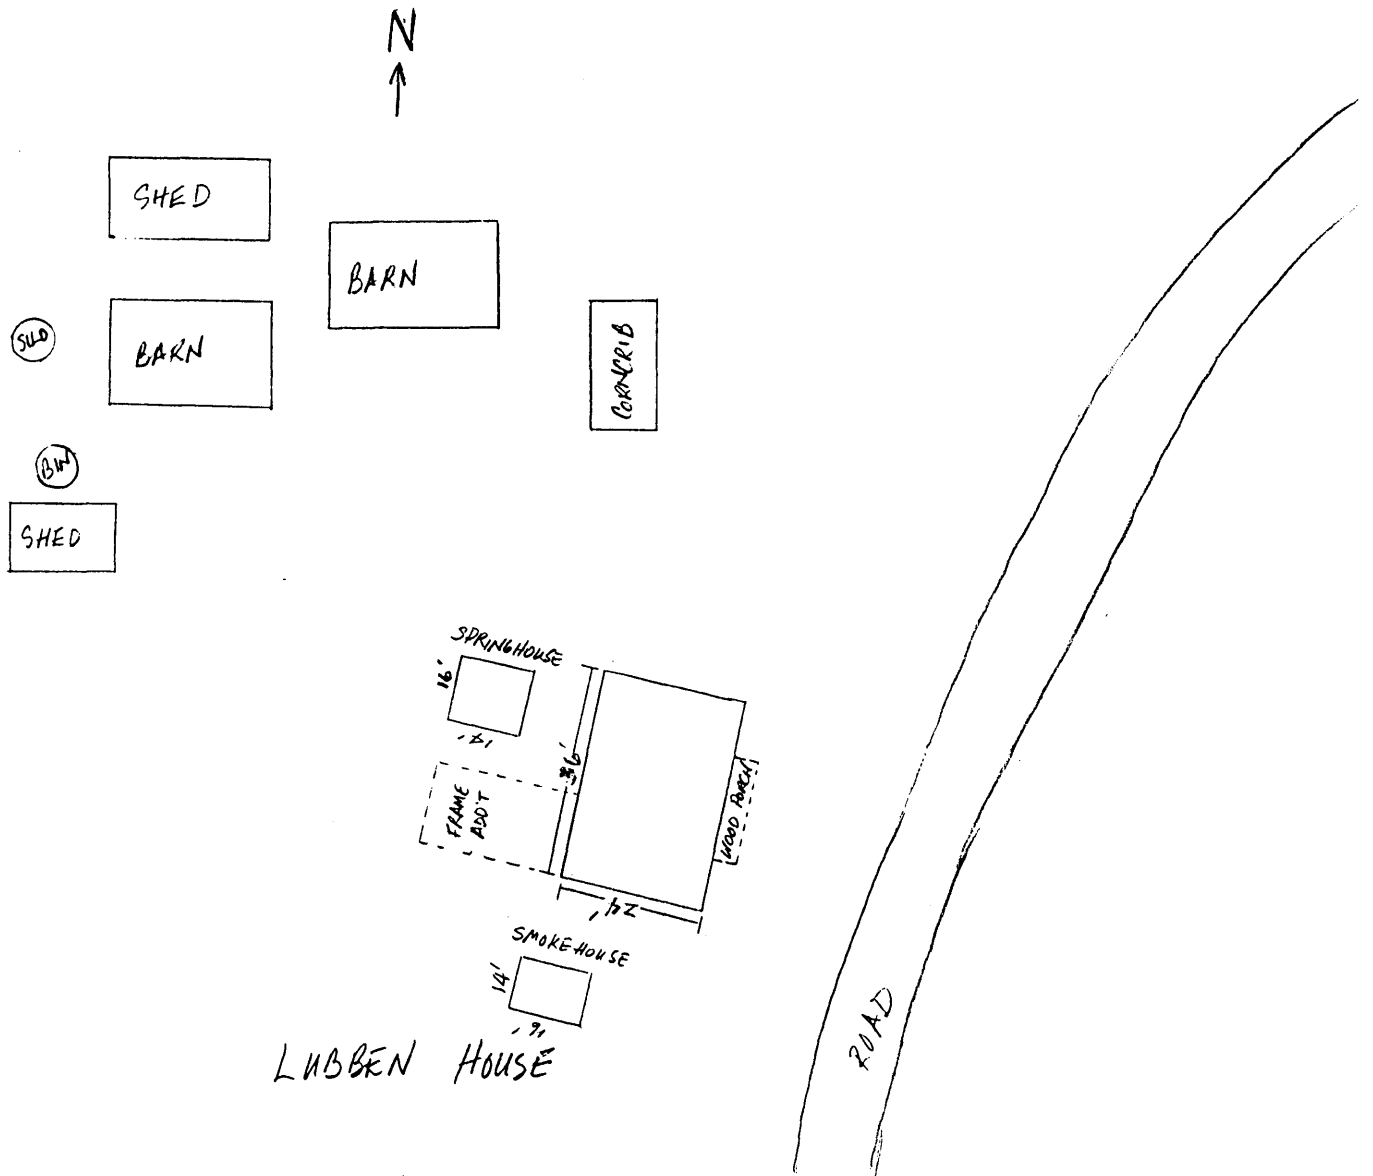 N
SHED
BARN
SILO
BARN
CORNCRIB
BIN
SHED
SPRINGHOUSE
16'
14'
36'
FRAME
ADD'T
WOOD PORCH
24'
SMOKEHOUSE
14'
16'
LUBBEN HOUSE
ROAD